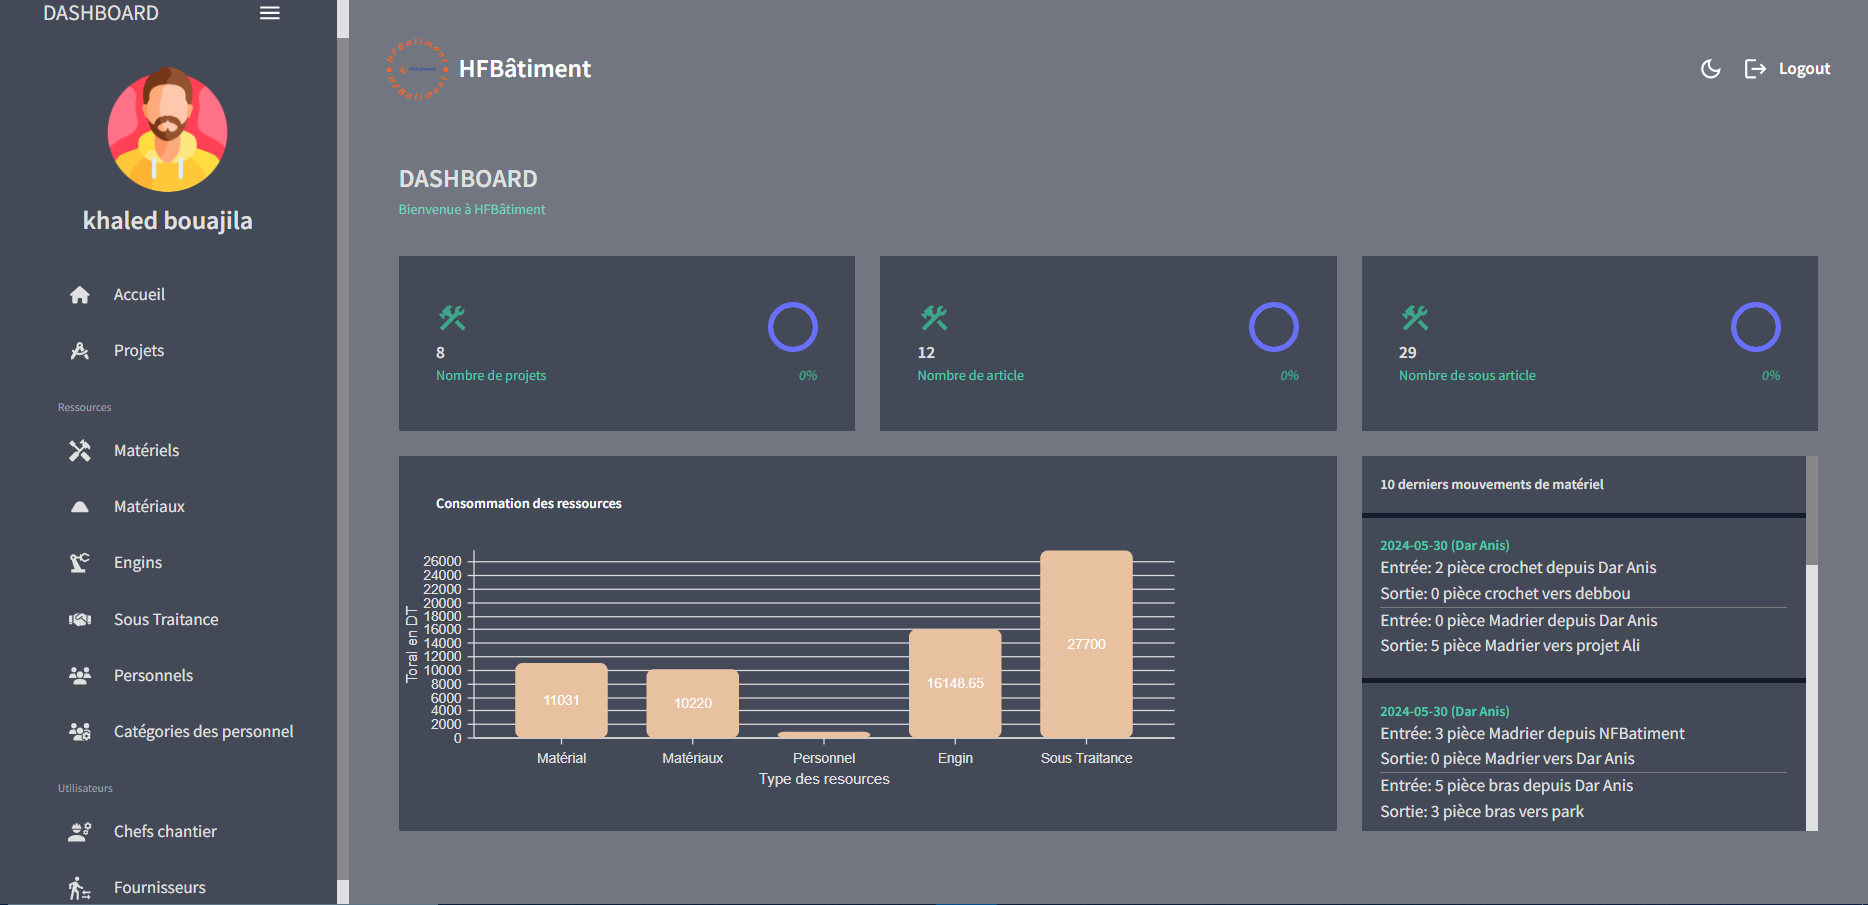 DASHBOARD
khaled bouajila
Accueil
Projets
Ressources
Matériels
Matériaux
Engins
Sous Traitance
Personnels
Catégories des personnel
Utilisateurs
Chefs chantier
Fournisseurs
HFBatiment
HFBatiment
HFBâtiment
Logout
DASHBOARD
Bienvenue à HFBâtiment
8
Nombre de projets
0%
12
Nombre de article
0%
29
Nombre de sous article
0%
Consommation des ressources
Toral en DT
26000
24000
22000
20000
18000
16000
14000
12000
10000
8000
6000
4000
2000
0
11031
10220
16148.65
27700
Matérial
Matériaux
Personnel
Engin
Sous Traitance
Type des resources
10 derniers mouvements de matériel
2024-05-30 (Dar Anis)
Entrée: 2 pièce crochet depuis Dar Anis
Sortie: 0 pièce crochet vers debbou
Entrée: 0 pièce Madrier depuis Dar Anis
Sortie: 5 pièce Madrier vers projet Ali
2024-05-30 (Dar Anis)
Entrée: 3 pièce Madrier depuis NFBatiment
Sortie: 0 pièce Madrier vers Dar Anis
Entrée: 5 pièce bras depuis Dar Anis
Sortie: 3 pièce bras vers park